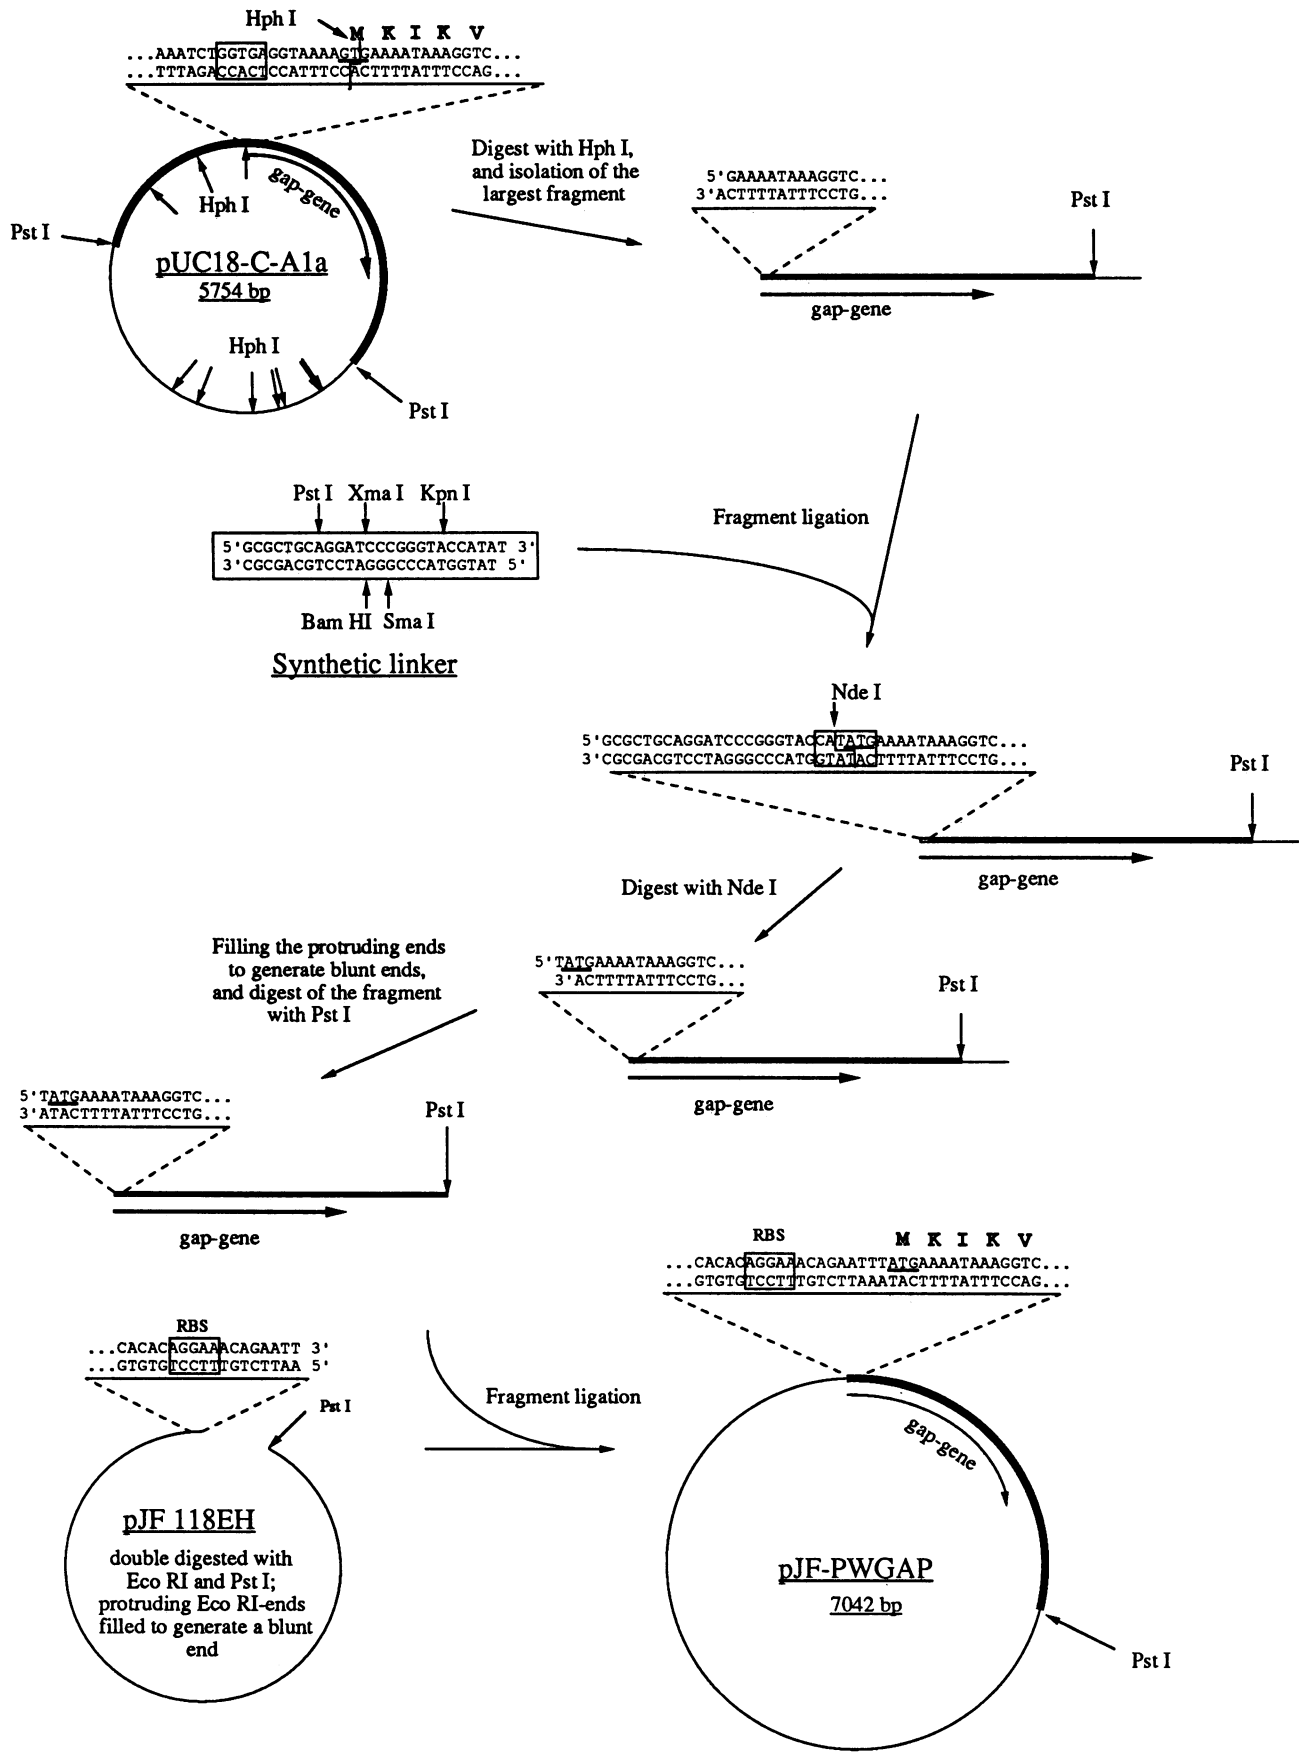 Hph I
M K I K V
...AAATCTGGTGAGGTAAAAGTGAAAATAAAGGTC...
...TTTAGACCACTCCATTTCCACTTTTATTTCCAG...
Digest with Hph I,
and isolation of the
largest fragment
5'GAAAATAAAGGTC...
3'ACTTTTATTTCCTG...
Pst I
gap-gene
Hph I
Pst I
gap-gene
pUC18-C-A1a
5754 bp
Hph I
Pst I
Pst I Xma I Kpn I
5'GCGCTGCAGGATCCCGGGTACCATAT 3'
3'CGCGACGTCCTAGGGCCCATGGTAT 5'
Bam HI Sma I
Synthetic linker
Fragment ligation
Nde I
5'GCGCTGCAGGATCCCGGGTACCATATGAAAATAAAGGTC...
3'CGCGACGTCCTAGGGCCCATGGTATACTTTTATTTCCTG...
Pst I
gap-gene
Digest with Nde I
Filling the protruding ends
to generate blunt ends,
and digest of the fragment
with Pst I
5'TATGAAAATAAAGGTC...
3'ACTTTTATTTCCTG...
Pst I
gap-gene
5'TATGAAAATAAAGGTC...
3'ATACTTTTATTTCCTG...
Pst I
gap-gene
RBS
M K I K V
...CACACAGGAAACAGAATTTATGAAAATAAAGGTC...
...GTGTGTCCTTTGTCTTAAATACTTTTATTTCCAG...
RBS
...CACACAGGAAACAGAATT 3'
...GTGTGTCCTTTGTCTTAA 5'
Pst I
Fragment ligation
gap-gene
pJF 118EH
double digested with
Eco RI and Pst I;
protruding Eco RI-ends
filled to generate a blunt
end
pJF-PWGAP
7042 bp
Pst I